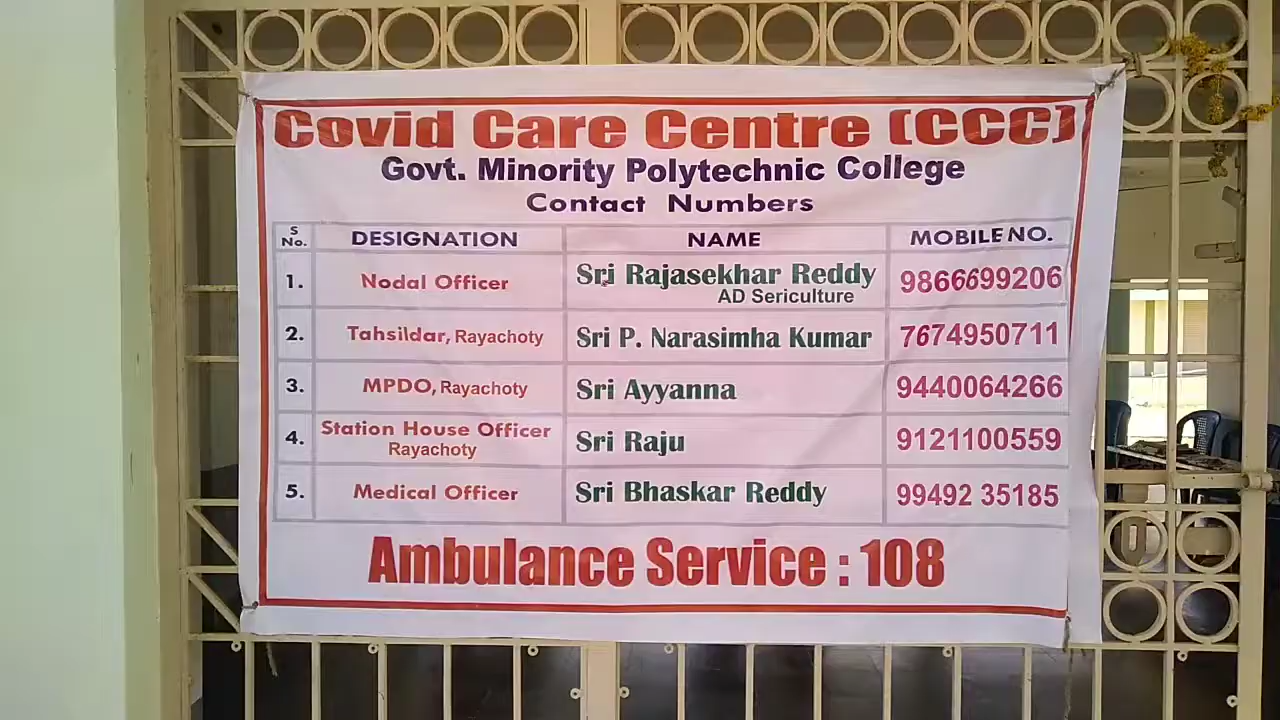 Covid Care Centre (CCC)
Govt. Minority Polytechnic College
Contact Numbers
S No. DESIGNATION NAME MOBILE NO.
1. Nodal Officer Sri Rajasekhar Reddy AD Sericulture 9866699206
2. Tahsildar, Rayachoty Sri P. Narasimha Kumar 7674950711
3. MPDO, Rayachoty Sri Ayyanna 9440064266
4. Station House Officer Rayachoty Sri Raju 9121100559
5. Medical Officer Sri Bhaskar Reddy 99492 35185
Ambulance Service : 108